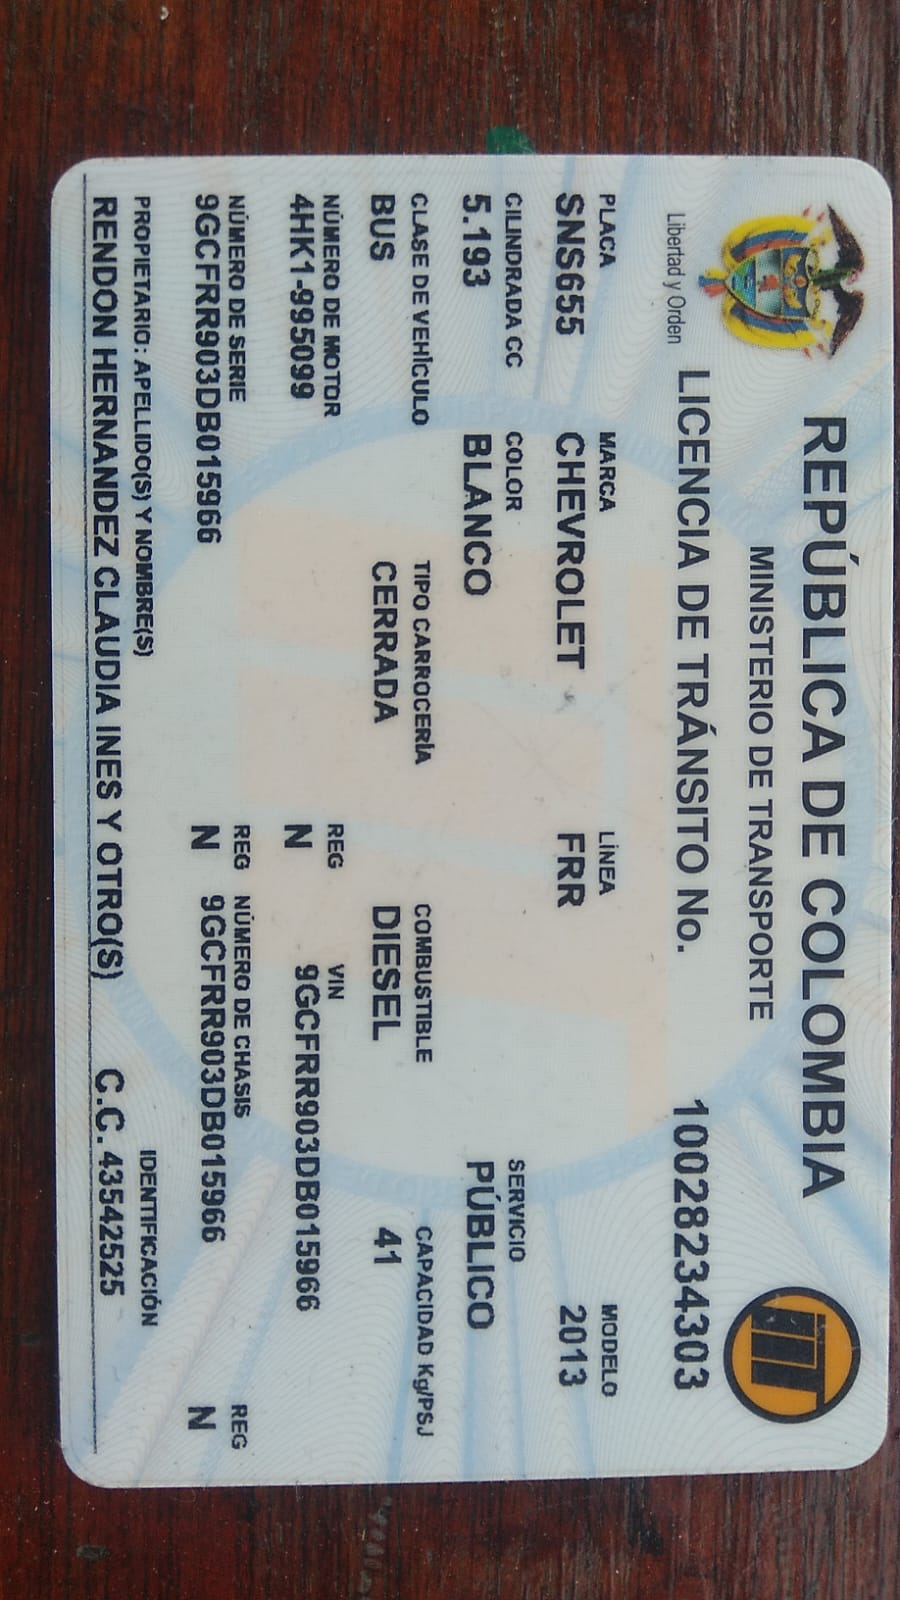 REPÚBLICA DE COLOMBIA
MINISTERIO DE TRANSPORTE
Libertad y Orden
LICENCIA DE TRÁNSITO No. 10028234303
PLACA MARCA LÍNEA MODELO
SNS655 CHEVROLET FRR 2013
CILINDRADA CC COLOR SERVICIO
5.193 BLANCO PÚBLICO
CLASE DE VEHÍCULO TIPO CARROCERÍA COMBUSTIBLE CAPACIDAD Kg/PSJ
BUS CERRADA DIESEL 41
NÚMERO DE MOTOR REG VIN
4HK1-995099 N 9GCFRR903DB015966
NÚMERO DE SERIE REG NÚMERO DE CHASIS REG
9GCFRR903DB015966 N 9GCFRR903DB015966 N
PROPIETARIO: APELLIDO(S) Y NOMBRE(S) IDENTIFICACIÓN
RENDON HERNANDEZ CLAUDIA INES Y OTRO(S) C.C. 43542525